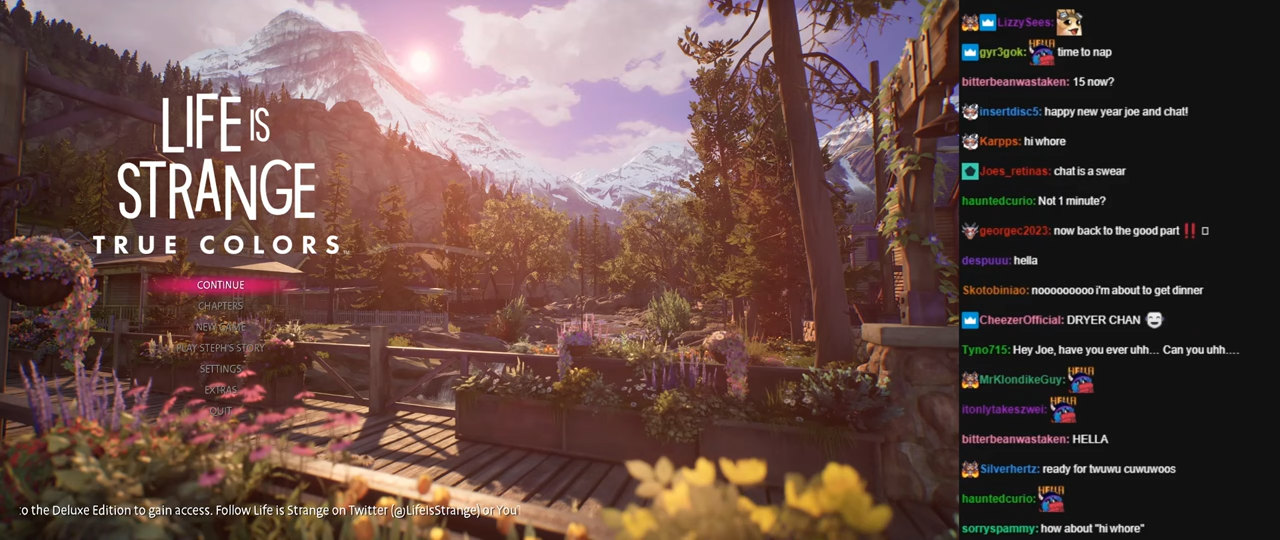 LIFE IS
STRANGE
TRUE COLORS
CONTINUE
CHAPTERS
NEW GAME
PLAY STEPH'S STORY
SETTINGS
EXTRAS
QUIT
o the Deluxe Edition to gain access. Follow Life is Strange on Twitter (@LifeIsStrange) or You
LizzySees:
gyr3gok: HELLA time to nap
bitterbeanwastaken: 15 now?
insertdisc5: happy new year joe and chat!
Karpps: hi whore
Joes_retinas: chat is a swear
hauntedcurio: Not 1 minute?
georgec2023: now back to the good part ‼️
despuuu: hella
Skotobiniao: nooooooooo i'm about to get dinner
CheezerOfficial: DRYER CHAN
Tyno715: Hey Joe, have you ever uhh... Can you uhh....
MrKlondikeGuy: HELLA
itonlytakeszwei: HELLA
bitterbeanwastaken: HELLA
Silverhertz: ready for twuwu cuwuwoos
hauntedcurio: HELLA
sorryspammy: how about "hi whore"